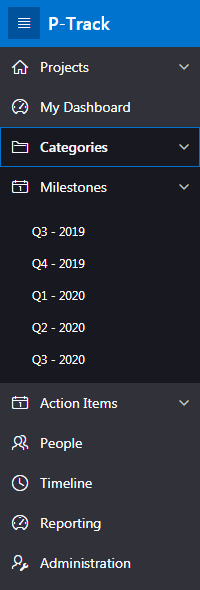 P-Track
Projects
My Dashboard
Categories
Milestones
Q3 - 2019
Q4 - 2019
Q1 - 2020
Q2 - 2020
Q3 - 2020
Action Items
People
Timeline
Reporting
Administration